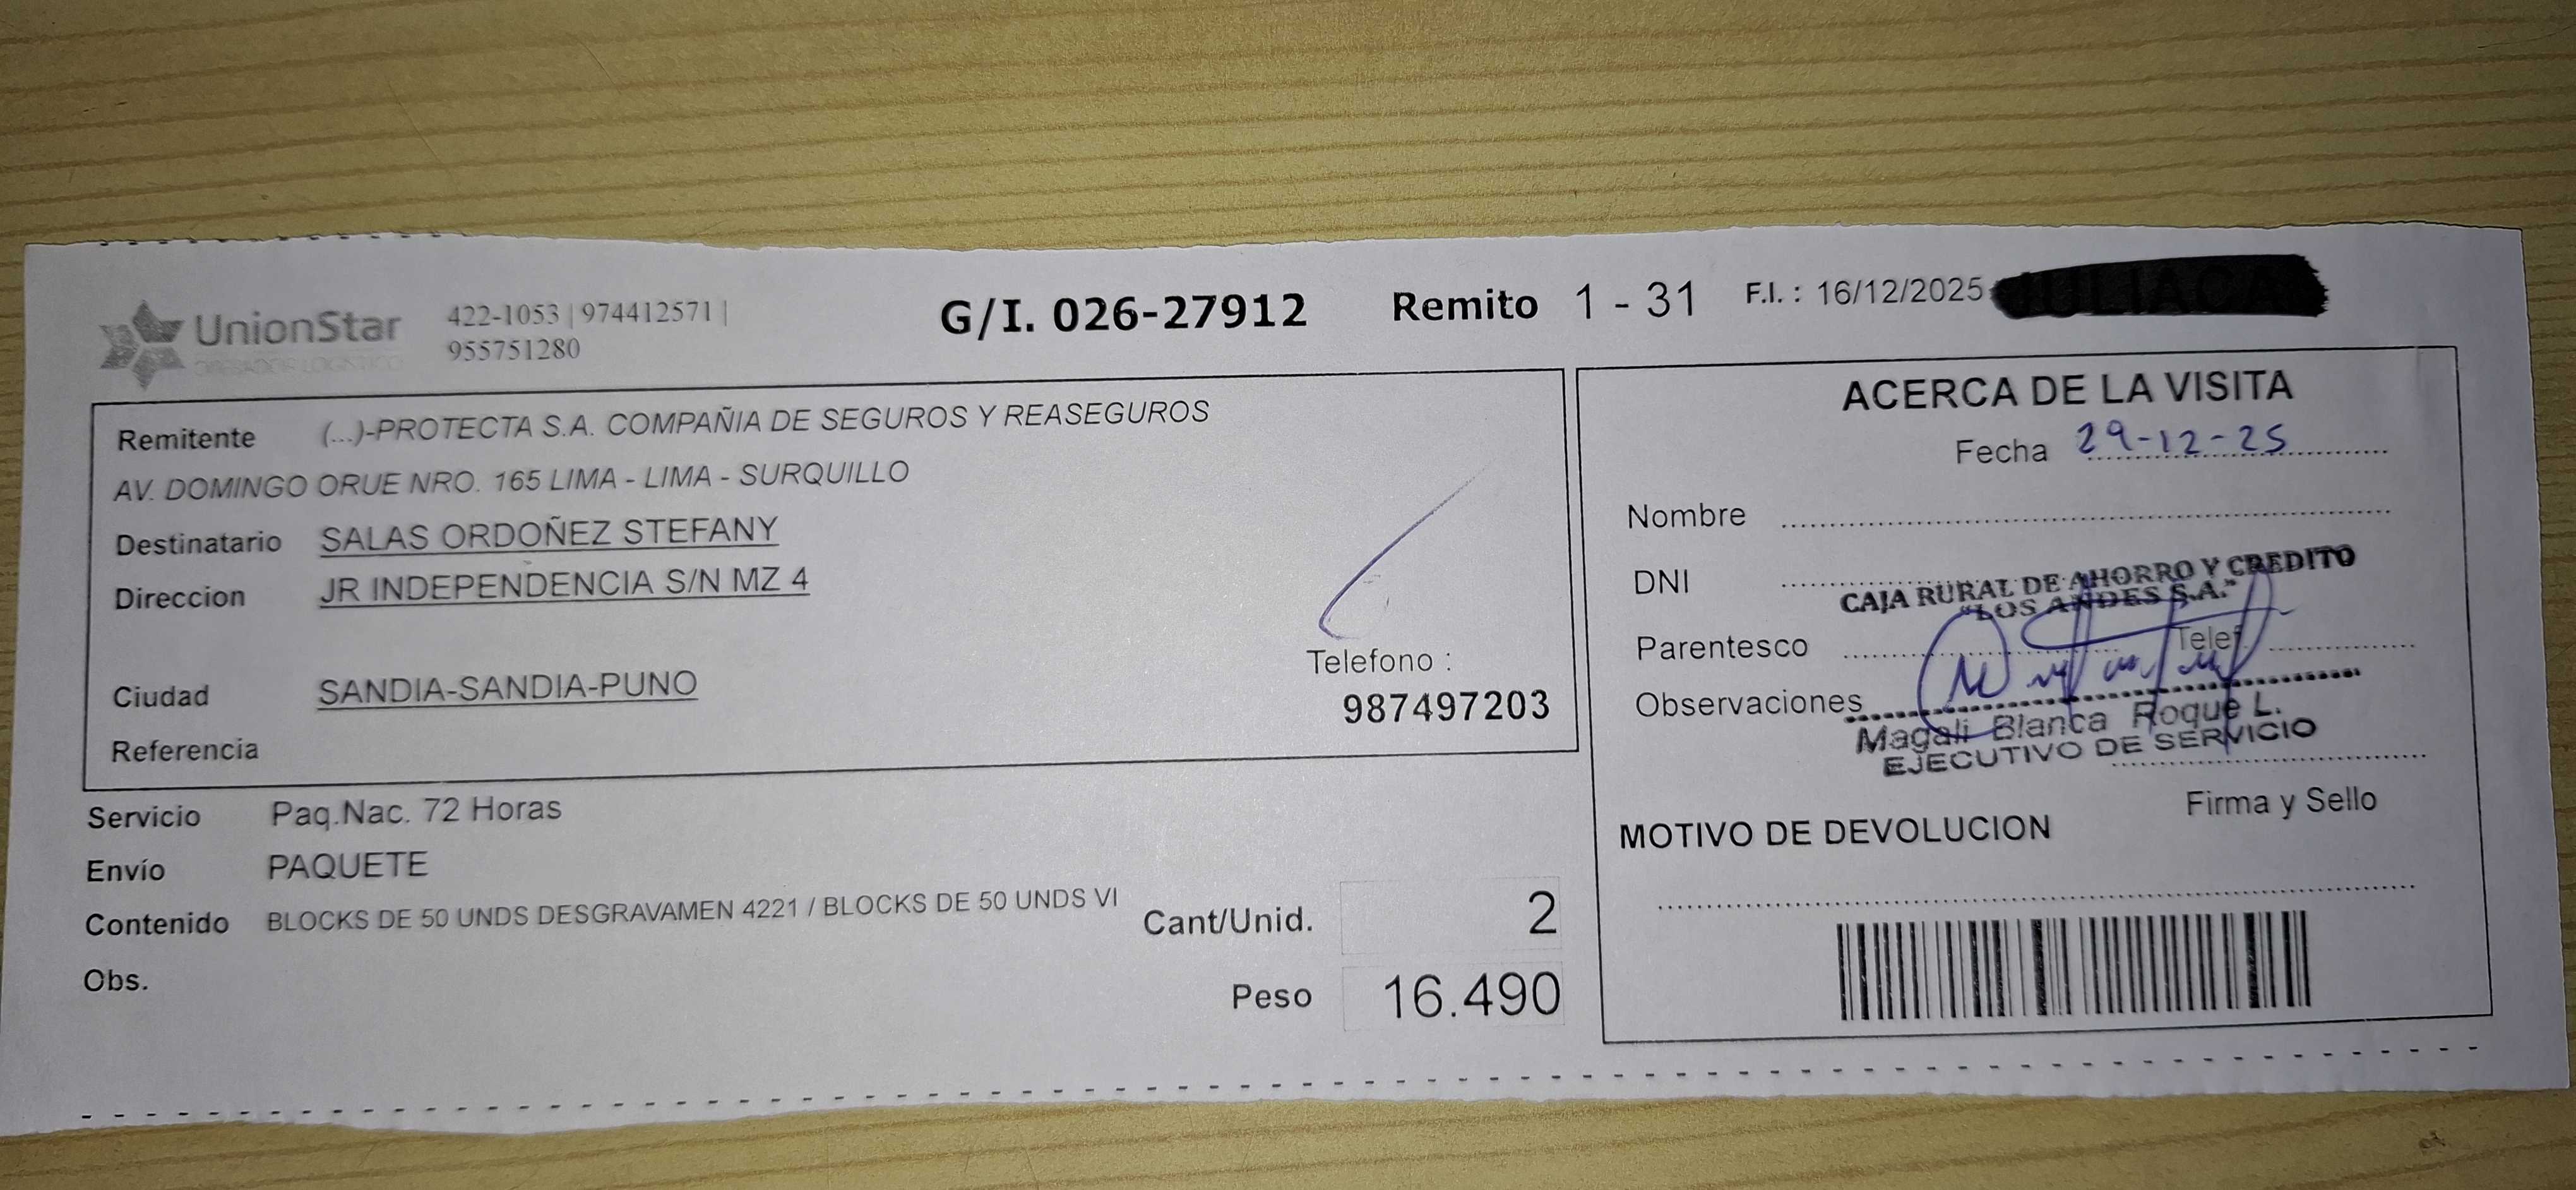 UnionStar
OPERADOR LOGISTICO
422-1053 | 974412571 |
955751280
G/I. 026-27912 Remito 1 - 31 F.I. : 16/12/2025 JULIACA
Remitente (...)-PROTECTA S.A. COMPAÑIA DE SEGUROS Y REASEGUROS
AV. DOMINGO ORUE NRO. 165 LIMA - LIMA - SURQUILLO
Destinatario SALAS ORDOÑEZ STEFANY
Direccion JR INDEPENDENCIA S/N MZ 4
Ciudad SANDIA-SANDIA-PUNO
Telefono :
987497203
Referencia
Servicio Paq.Nac. 72 Horas
Envío PAQUETE
Contenido BLOCKS DE 50 UNDS DESGRAVAMEN 4221 / BLOCKS DE 50 UNDS VI
Cant/Unid. 2
Obs.
Peso 16.490
ACERCA DE LA VISITA
Fecha 29-12-25
Nombre
DNI
CAJA RURAL DE AHORRO Y CREDITO
"LOS ANDES S.A."
Parentesco Telef
Observaciones
Magali Blanca Roque L.
EJECUTIVO DE SERVICIO
Firma y Sello
MOTIVO DE DEVOLUCION